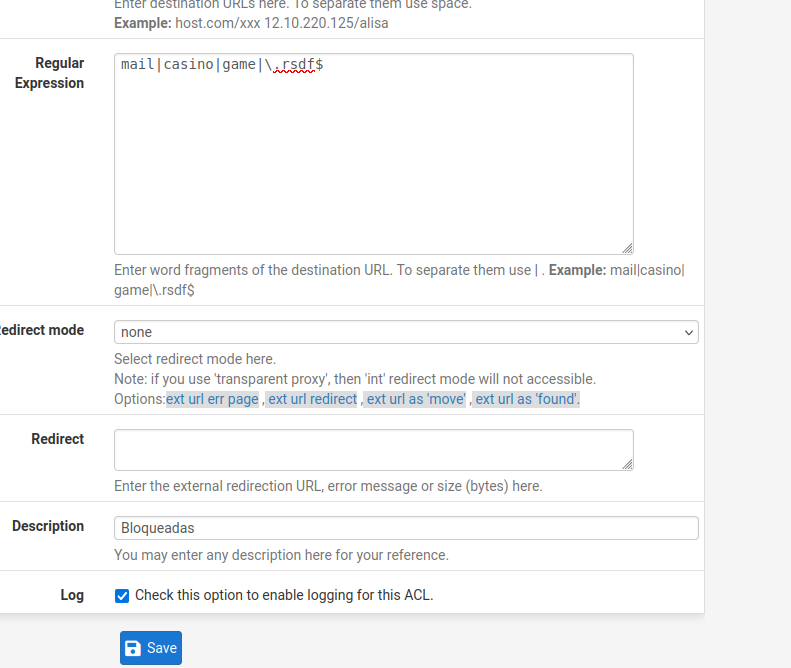 Enter destination URLs here. To separate them use space.
Example: host.com/xxx 12.10.220.125/alisa
Regular Expression
mail|casino|game|\.rsdf$
Enter word fragments of the destination URL. To separate them use | . Example: mail|casino|
game|\.rsdf$
edirect mode
none
Select redirect mode here.
Note: if you use 'transparent proxy', then 'int' redirect mode will not accessible.
Options:ext url err page , ext url redirect , ext url as 'move' , ext url as 'found'.
Redirect
Enter the external redirection URL, error message or size (bytes) here.
Description
Bloqueadas
You may enter any description here for your reference.
Log
Check this option to enable logging for this ACL.
Save